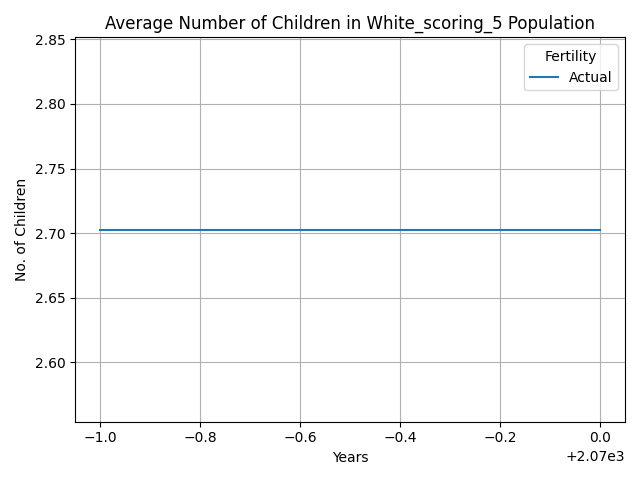 Average Number of Children in White_scoring_5 Population
2.85
2.80
2.75
2.70
2.65
2.60
No. of Children
Fertility
Actual
−1.0 −0.8 −0.6 −0.4 −0.2 0.0
Years
+2.07e3